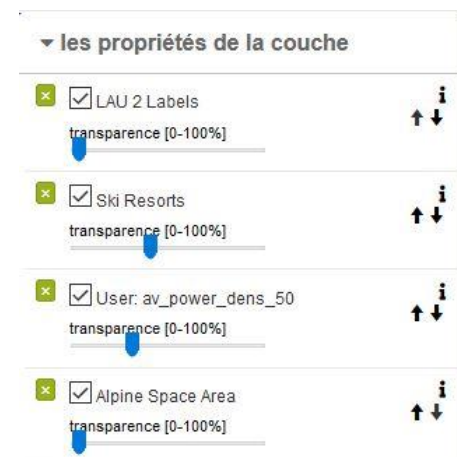 les propriétés de la couche
LAU 2 Labels
transparence [0-100%]
Ski Resorts
transparence [0-100%]
User: av_power_dens_50
transparence [0-100%]
Alpine Space Area
transparence [0-100%]